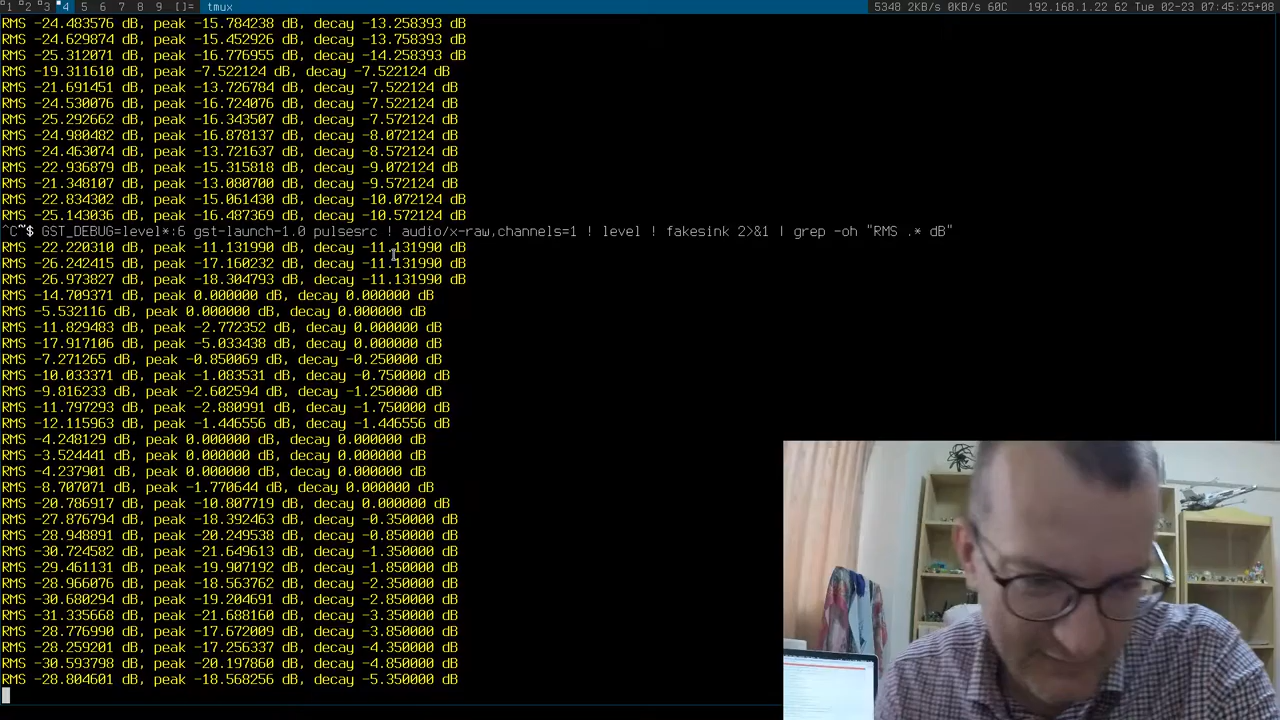 1 2 3 4 5 6 7 8 9 []= tmux 5348 2KB/s 0KB/s 60C 192.168.1.22 62 Tue 02-23 07:45:25+08
RMS -24.483576 dB, peak -15.784238 dB, decay -13.258393 dB
RMS -24.629874 dB, peak -15.452926 dB, decay -13.758393 dB
RMS -25.312071 dB, peak -16.776955 dB, decay -14.258393 dB
RMS -19.311610 dB, peak -7.522124 dB, decay -7.522124 dB
RMS -21.691451 dB, peak -13.726784 dB, decay -7.522124 dB
RMS -24.530076 dB, peak -16.724076 dB, decay -7.522124 dB
RMS -25.292662 dB, peak -16.343507 dB, decay -7.572124 dB
RMS -24.980482 dB, peak -16.878137 dB, decay -8.072124 dB
RMS -24.463074 dB, peak -13.721637 dB, decay -8.572124 dB
RMS -22.936879 dB, peak -15.315818 dB, decay -9.072124 dB
RMS -21.348107 dB, peak -13.080700 dB, decay -9.572124 dB
RMS -22.834302 dB, peak -15.061430 dB, decay -10.072124 dB
RMS -25.143036 dB, peak -16.487369 dB, decay -10.572124 dB
^C~$ GST_DEBUG=level*:6 gst-launch-1.0 pulsesrc ! audio/x-raw,channels=1 ! level ! fakesink 2>&1 | grep -oh "RMS .* dB"
RMS -22.220310 dB, peak -11.131990 dB, decay -11.131990 dB
RMS -26.242415 dB, peak -17.160232 dB, decay -11.131990 dB
RMS -26.973827 dB, peak -18.304793 dB, decay -11.131990 dB
RMS -14.709371 dB, peak 0.000000 dB, decay 0.000000 dB
RMS -5.532116 dB, peak 0.000000 dB, decay 0.000000 dB
RMS -11.829483 dB, peak -2.772352 dB, decay 0.000000 dB
RMS -17.917106 dB, peak -5.033438 dB, decay 0.000000 dB
RMS -7.271265 dB, peak -0.850069 dB, decay -0.250000 dB
RMS -10.033371 dB, peak -1.083531 dB, decay -0.750000 dB
RMS -9.816233 dB, peak -2.602594 dB, decay -1.250000 dB
RMS -11.797293 dB, peak -2.880991 dB, decay -1.750000 dB
RMS -12.115963 dB, peak -1.446556 dB, decay -1.446556 dB
RMS -4.248129 dB, peak 0.000000 dB, decay 0.000000 dB
RMS -3.524441 dB, peak 0.000000 dB, decay 0.000000 dB
RMS -4.237901 dB, peak 0.000000 dB, decay 0.000000 dB
RMS -8.707071 dB, peak -1.770644 dB, decay 0.000000 dB
RMS -20.786917 dB, peak -10.807719 dB, decay 0.000000 dB
RMS -27.876794 dB, peak -18.392463 dB, decay -0.350000 dB
RMS -28.948891 dB, peak -20.249538 dB, decay -0.850000 dB
RMS -30.724582 dB, peak -21.649613 dB, decay -1.350000 dB
RMS -29.461131 dB, peak -19.907192 dB, decay -1.850000 dB
RMS -28.966076 dB, peak -18.563762 dB, decay -2.350000 dB
RMS -30.680294 dB, peak -19.204691 dB, decay -2.850000 dB
RMS -31.335668 dB, peak -21.688160 dB, decay -3.350000 dB
RMS -28.776990 dB, peak -17.672009 dB, decay -3.850000 dB
RMS -28.259201 dB, peak -17.256337 dB, decay -4.350000 dB
RMS -30.593368 dB, peak -20.197860 dB, decay -4.850000 dB
dB, peak dB, decay -5.350000 dB